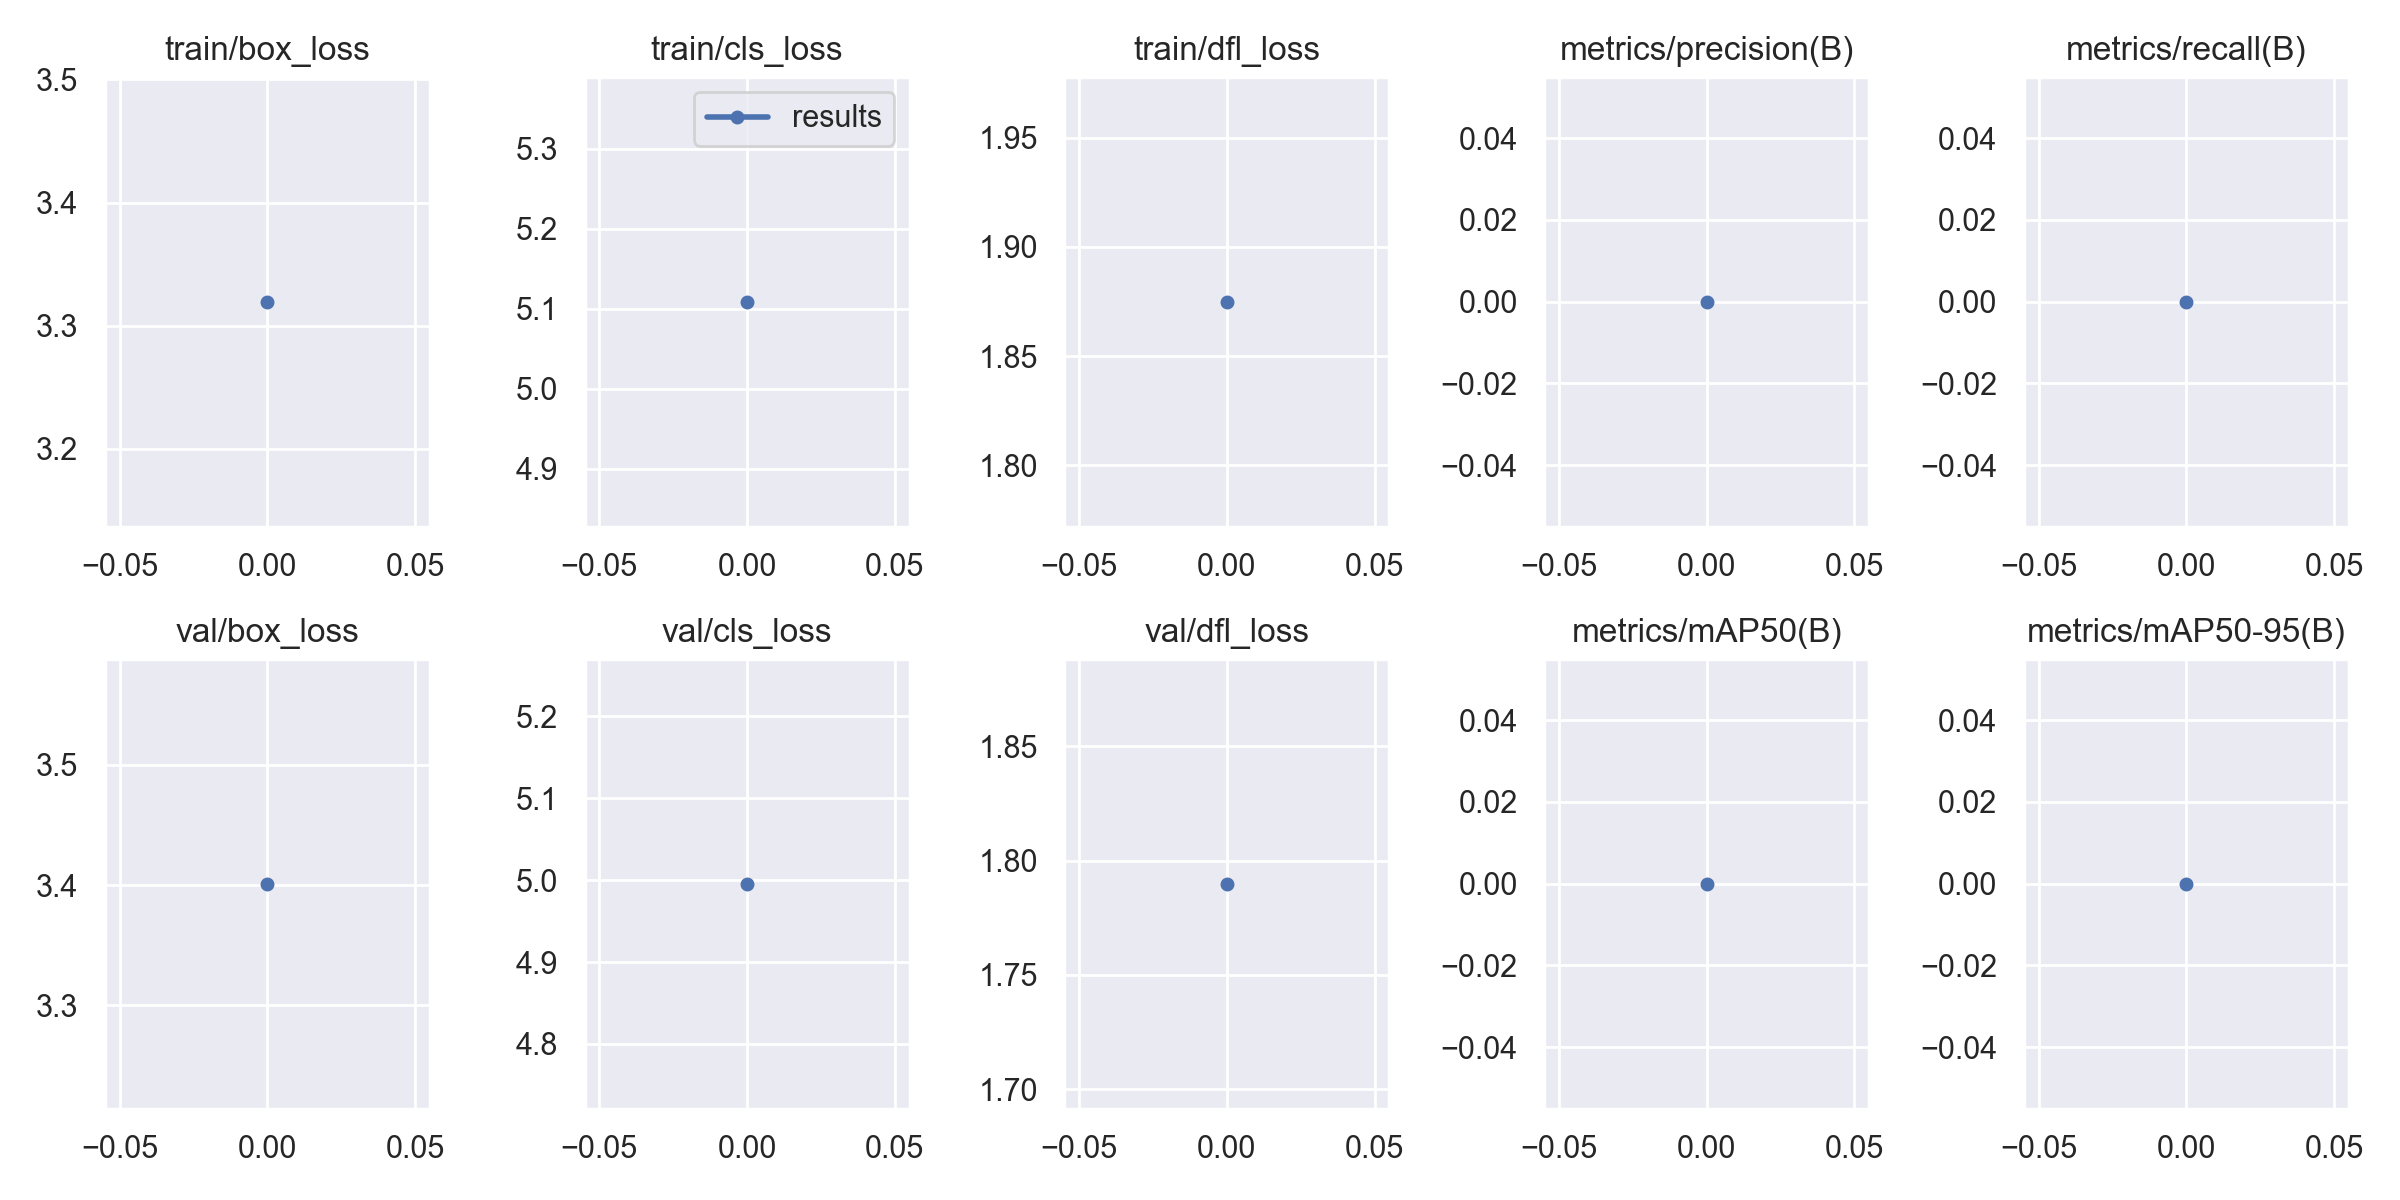 train/box_loss
3.5
3.4
3.3
3.2
−0.05 0.00 0.05
train/cls_loss
results
5.3
5.2
5.1
5.0
4.9
−0.05 0.00 0.05
train/dfl_loss
1.95
1.90
1.85
1.80
−0.05 0.00 0.05
metrics/precision(B)
0.04
0.02
0.00
−0.02
−0.04
−0.05 0.00 0.05
metrics/recall(B)
0.04
0.02
0.00
−0.02
−0.04
−0.05 0.00 0.05
val/box_loss
3.5
3.4
3.3
−0.05 0.00 0.05
val/cls_loss
5.2
5.1
5.0
4.9
4.8
−0.05 0.00 0.05
val/dfl_loss
1.85
1.80
1.75
1.70
−0.05 0.00 0.05
metrics/mAP50(B)
0.04
0.02
0.00
−0.02
−0.04
−0.05 0.00 0.05
metrics/mAP50-95(B)
0.04
0.02
0.00
−0.02
−0.04
−0.05 0.00 0.05